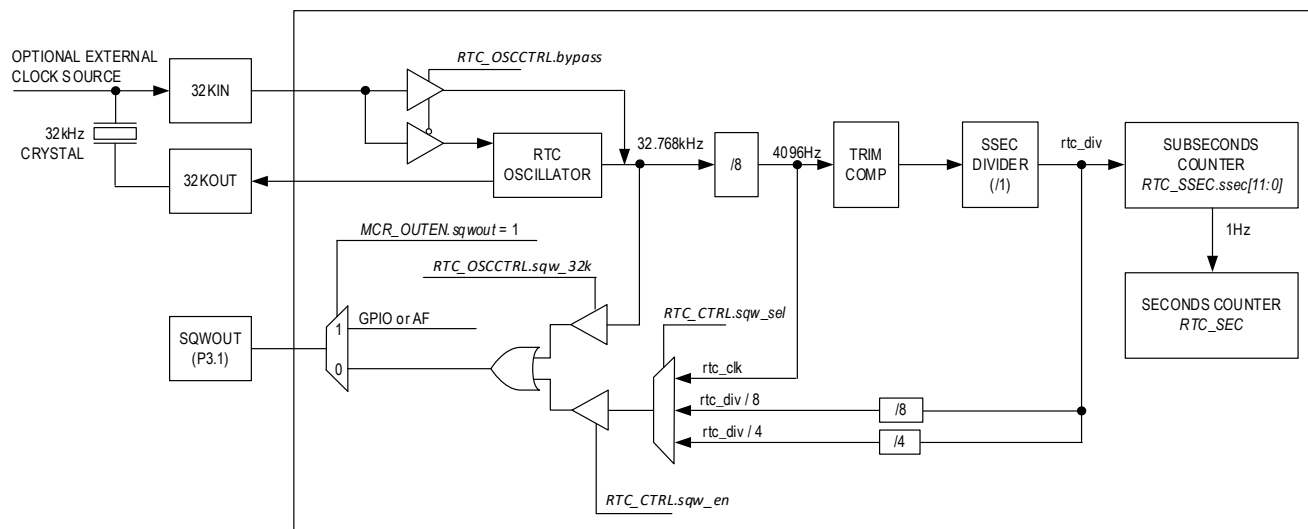 OPTIONAL EXTERNAL
CLOCK SOURCE
32KIN
32kHz
CRYSTAL
32KOUT
RTC_OSCCTRL.bypass
RTC
OSCILLATOR
32.768kHz
/8
4096Hz
TRIM
COMP
SSEC
DIVIDER
(/1)
rtc_div
SUBSECONDS
COUNTER
RTC_SSEC.ssec[11:0]
1Hz
SECONDS COUNTER
RTC_SEC
MCR_OUTEN.sqwout = 1
RTC_OSCCTRL.sqw_32k
SQWOUT
(P3.1)
1
GPIO or AF
0
RTC_CTRL.sqw_sel
rtc_clk
rtc_div / 8
/8
rtc_div / 4
/4
RTC_CTRL.sqw_en